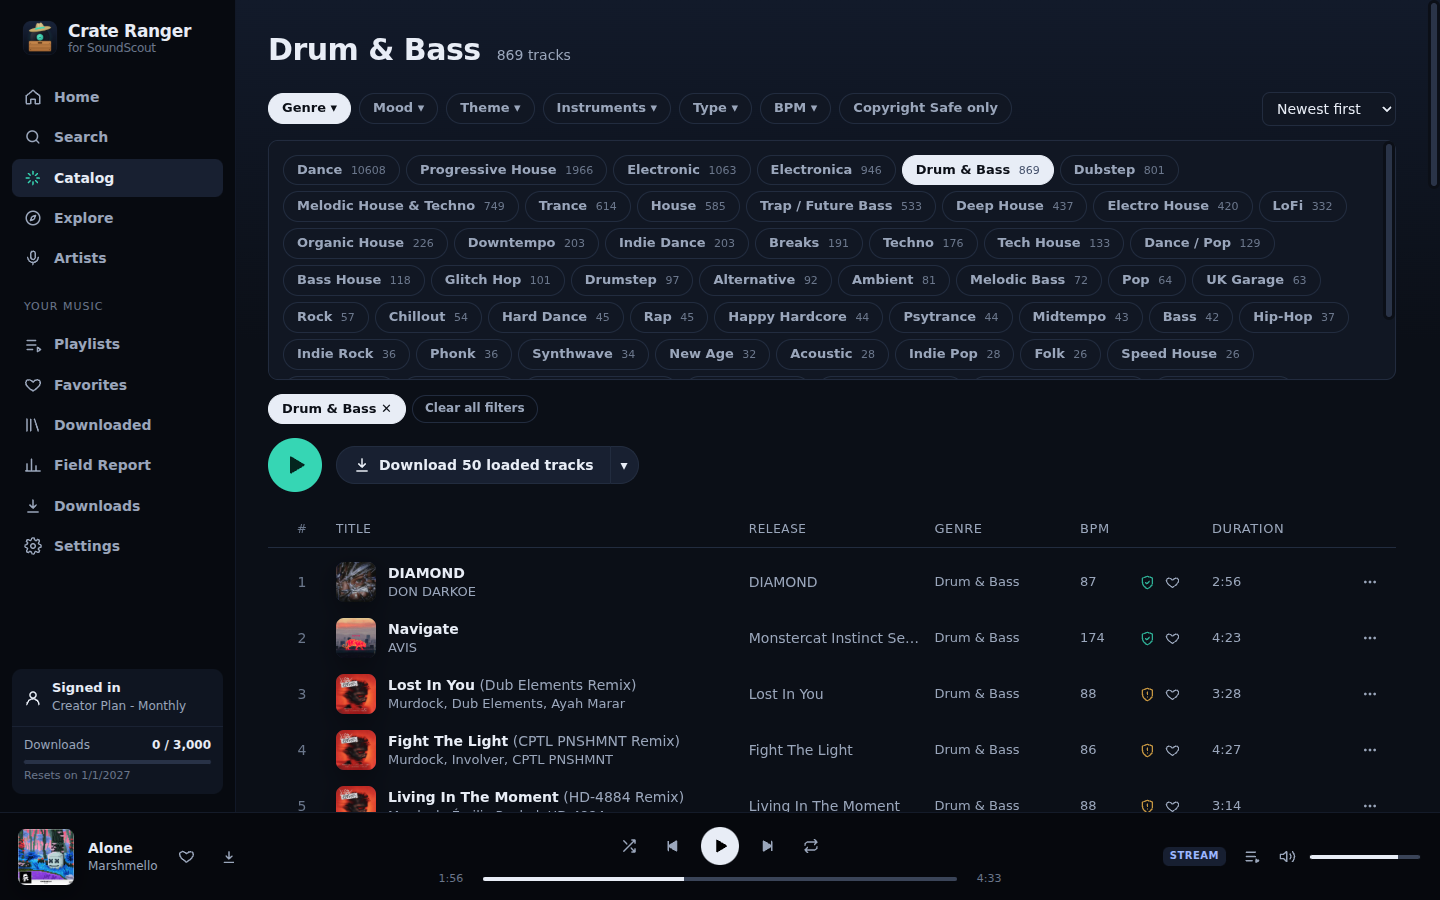 Crate Ranger
for SoundScout
Home
Search
Catalog
Explore
Artists
YOUR MUSIC
Playlists
Favorites
Downloaded
Field Report
Downloads
Settings
Signed in
Creator Plan - Monthly
Downloads 0 / 3,000
Resets on 1/1/2027
Drum & Bass 869 tracks
Genre ▾ Mood ▾ Theme ▾ Instruments ▾ Type ▾ BPM ▾ Copyright Safe only Newest first
Dance 10608 Progressive House 1966 Electronic 1063 Electronica 946 Drum & Bass 869 Dubstep 801
Melodic House & Techno 749 Trance 614 House 585 Trap / Future Bass 533 Deep House 437 Electro House 420 LoFi 332
Organic House 226 Downtempo 203 Indie Dance 203 Breaks 191 Techno 176 Tech House 133 Dance / Pop 129
Bass House 118 Glitch Hop 101 Drumstep 97 Alternative 92 Ambient 81 Melodic Bass 72 Pop 64 UK Garage 63
Rock 57 Chillout 54 Hard Dance 45 Rap 45 Happy Hardcore 44 Psytrance 44 Midtempo 43 Bass 42 Hip-Hop 37
Indie Rock 36 Phonk 36 Synthwave 34 New Age 32 Acoustic 28 Indie Pop 28 Folk 26 Speed House 26
Drum & Bass ✕ Clear all filters
Download 50 loaded tracks ▾
# TITLE RELEASE GENRE BPM DURATION
1 DIAMOND DON DARKOE DIAMOND Drum & Bass 87 2:56
2 Navigate AVIS Monstercat Instinct Se... Drum & Bass 174 4:23
3 Lost In You (Dub Elements Remix) Murdock, Dub Elements, Ayah Marar Lost In You Drum & Bass 88 3:28
4 Fight The Light (CPTL PNSHMNT Remix) Murdock, Involver, CPTL PNSHMNT Fight The Light Drum & Bass 86 4:27
5 Living In The Moment (HD-4884 Remix) Living In The Moment Drum & Bass 88 3:14
Alone
Marshmello
1:56 4:33
STREAM